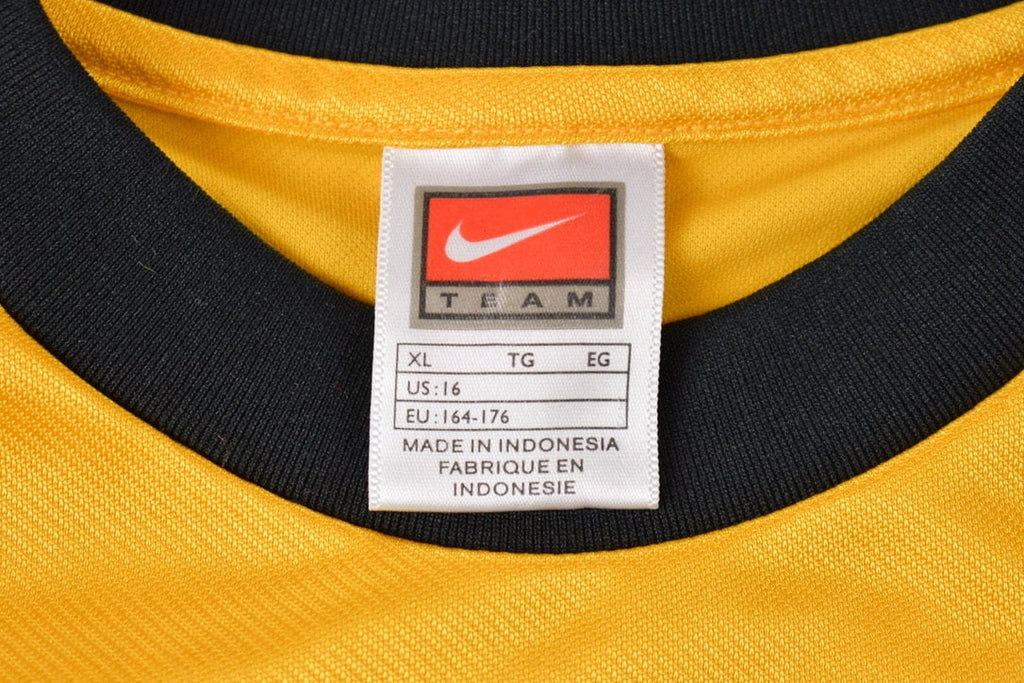 TEAM
XL TG EG
US:16
EU:164-176
MADE IN INDONESIA
FABRIQUE EN
INDONESIE